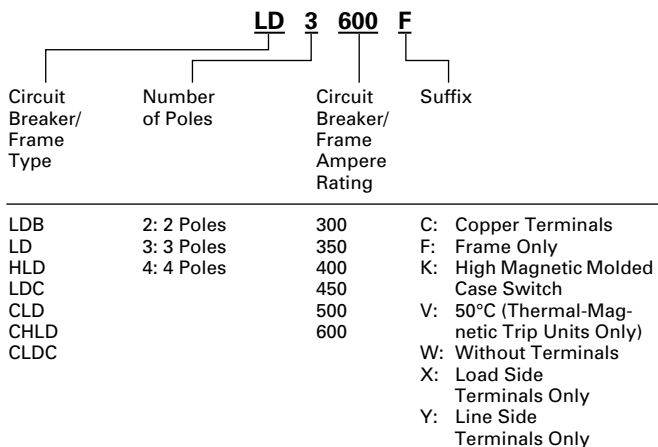 LD 3 600 F
Circuit Breaker/ Frame Type
Number of Poles
Circuit Breaker/ Frame Ampere Rating
Suffix
LDB
LD
HLD
LDC
CLD
CHLD
CLDC
2: 2 Poles
3: 3 Poles
4: 4 Poles
300
350
400
450
500
600
C: Copper Terminals
F: Frame Only
K: High Magnetic Molded
Case Switch
V: 50°C (Thermal-Mag-
netic Trip Units Only)
W: Without Terminals
X: Load Side
Terminals Only
Y: Line Side
Terminals Only